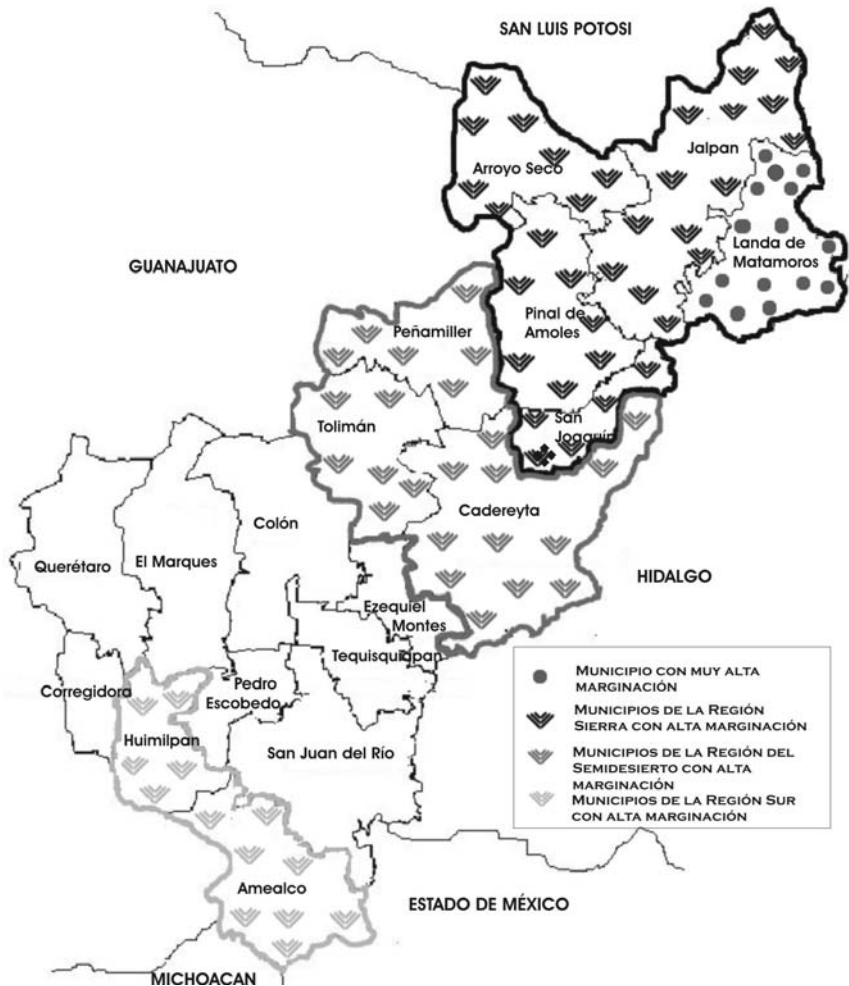 SAN LUIS POTOSI
Jalpan
Arroyo Seco
Landa de
Matamoros
GUANAJUATO
Pinal de
Amoles
Peñamiller
San
Joaquín
Tolimán
Cadereyta
Colón
Querétaro
El Marques
HIDALGO
Ezequiel
Montes
Tequisquiapan
Pedro
Escobedo
Corregidora
Huimilpan
San Juan del Río
Municipio con muy alta
marginación
Municipios de la Región
Sierra con alta marginación
Municipios de la Región del
Semidesierto con alta
marginación
Municipios de la Región Sur
con alta marginación
Amealco
ESTADO DE MÉXICO
MICHOACAN